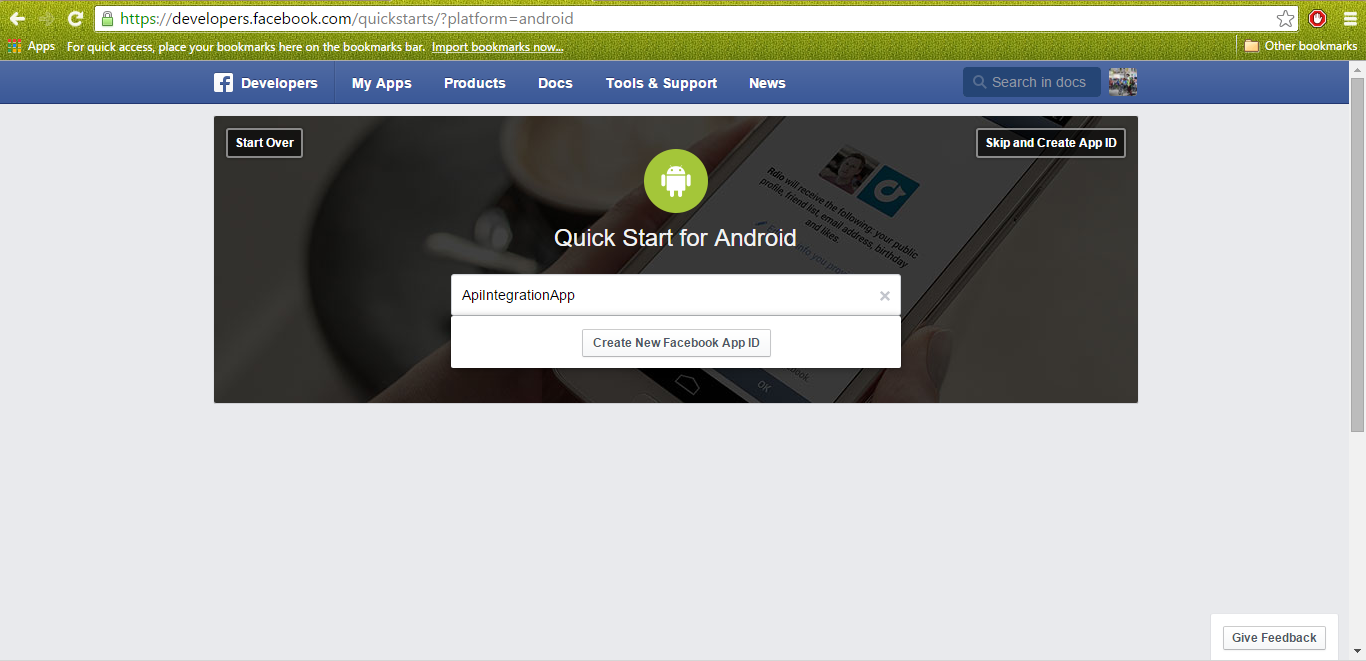 https://developers.facebook.com/quickstarts/?platform=android
Apps For quick access, place your bookmarks here on the bookmarks bar. Import bookmarks now... Other bookmarks
Developers My Apps Products Docs Tools & Support News Search in docs
Start Over Skip and Create App ID
Rdio will receive the following: your public
profile, friend list, email address, birthday
and likes.
Quick Start for Android
ApiIntegrationApp
Create New Facebook App ID
OK
Give Feedback